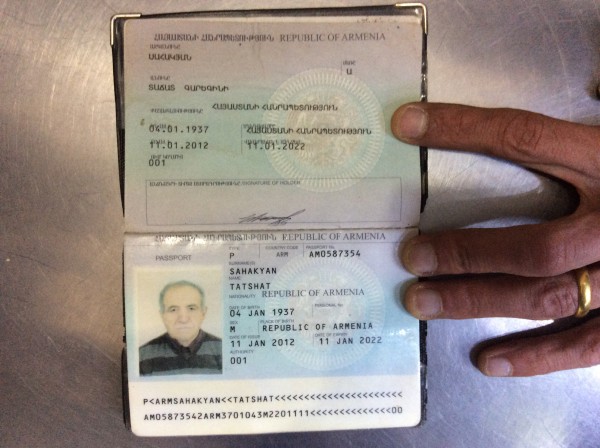 ՀԱՅԱՍՏԱՆԻ ՀԱՆՐԱՊԵՏՈՒԹՅՈՒՆ REPUBLIC OF ARMENIA
ԱԶԳԱՆՈՒՆԸ
ՍԱՀԱԿՅԱՆ
ՍԵՌԸ
Ա
ԱՆՈՒՆԸ
ՏԱՃԱՏ ԳԱՐԵԳԻՆԻ
ՀԱՅԱՍՏԱՆԻ ՀԱՆՐԱՊԵՏՈՒԹՅՈՒՆ
04.01.1937 ՀԱՅԱՍՏԱՆԻ ՀԱՆՐԱՊԵՏՈՒԹՅՈՒՆ
11.01.2012 11.01.2022
001
SIGNATURE OF HOLDER
ՀԱՅԱՍՏԱՆԻ ՀԱՆՐԱՊԵՏՈՒԹՅՈՒՆ REPUBLIC OF ARMENIA
PASSPORT TYPE COUNTRY CODE PASSPORT No
P ARM AM0587354
SURNAME
SAHAKYAN
NAME
TATSHAT
NATIONALITY REPUBLIC OF ARMENIA
DATE OF BIRTH PERSONAL No
04 JAN 1937
SEX PLACE OF BIRTH
M REPUBLIC OF ARMENIA
DATE OF ISSUE DATE OF EXPIRY
11 JAN 2012 11 JAN 2022
AUTHORITY
001
P<ARMSAHAKYAN<<TATSHAT<<<<<<<<<<<<<<<<<<<<<<
AM05873542ARM3701043M2201111<<<<<<<<<<<<<<00